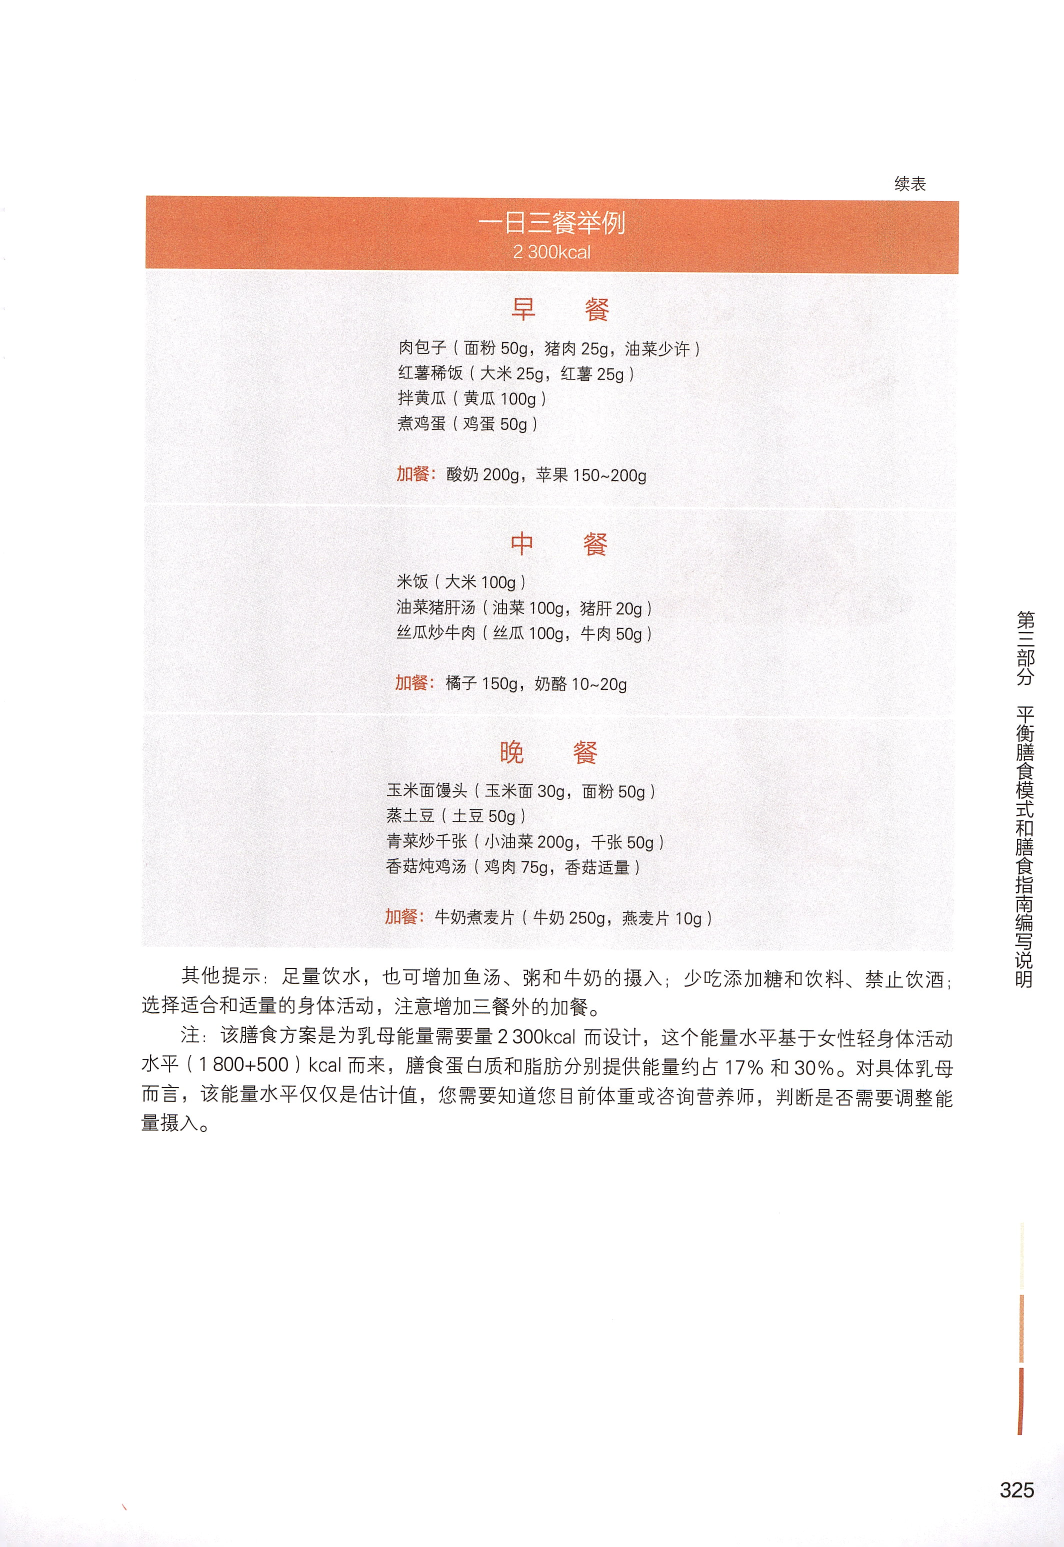 续表
一日三餐举例
2 300kcal
早 餐
肉包子（面粉 50g，猪肉 25g，油菜少许）
红薯稀饭（大米 25g，红薯 25g）
拌黄瓜（黄瓜 100g）
煮鸡蛋（鸡蛋 50g）
加餐：酸奶 200g，苹果 150~200g
中 餐
米饭（大米 100g）
油菜猪肝汤（油菜 100g，猪肝 20g）
丝瓜炒牛肉（丝瓜 100g，牛肉 50g）
加餐：橘子 150g，奶酪 10~20g
晚 餐
玉米面馒头（玉米面 30g，面粉 50g）
蒸土豆（土豆 50g）
青菜炒千张（小油菜 200g，千张 50g）
香菇炖鸡汤（鸡肉 75g，香菇适量）
加餐：牛奶煮麦片（牛奶 250g，燕麦片 10g）
其他提示：足量饮水，也可增加鱼汤、粥和牛奶的摄入；少吃添加糖和饮料、禁止饮酒；
选择适合和适量的身体活动，注意增加三餐外的加餐。
注：该膳食方案是为乳母能量需要量 2 300kcal 而设计，这个能量水平基于女性轻身体活动
水平（1 800+500）kcal 而来，膳食蛋白质和脂肪分别提供能量约占 17% 和 30%。对具体乳母
而言，该能量水平仅仅是估计值，您需要知道您目前体重或咨询营养师，判断是否需要调整能
量摄入。
第三部分 平衡膳食模式和膳食指南编写说明
325